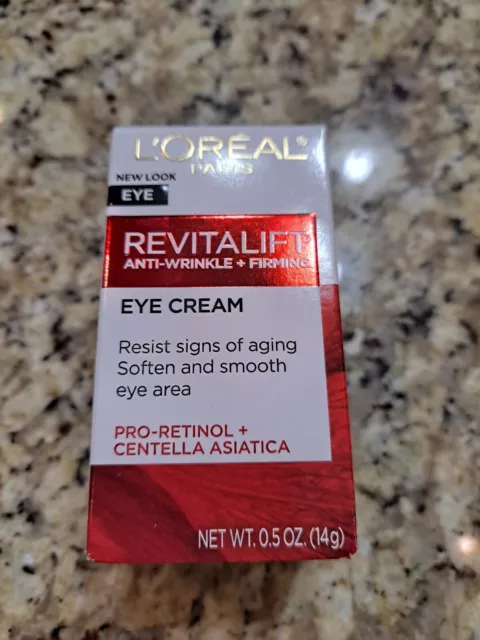 L'ORÉAL®
PARIS
NEW LOOK
EYE
REVITALIFT
ANTI-WRINKLE + FIRMING
EYE CREAM
Resist signs of aging
Soften and smooth
eye area
PRO-RETINOL +
CENTELLA ASIATICA
NET WT. 0.5 OZ. (14g)